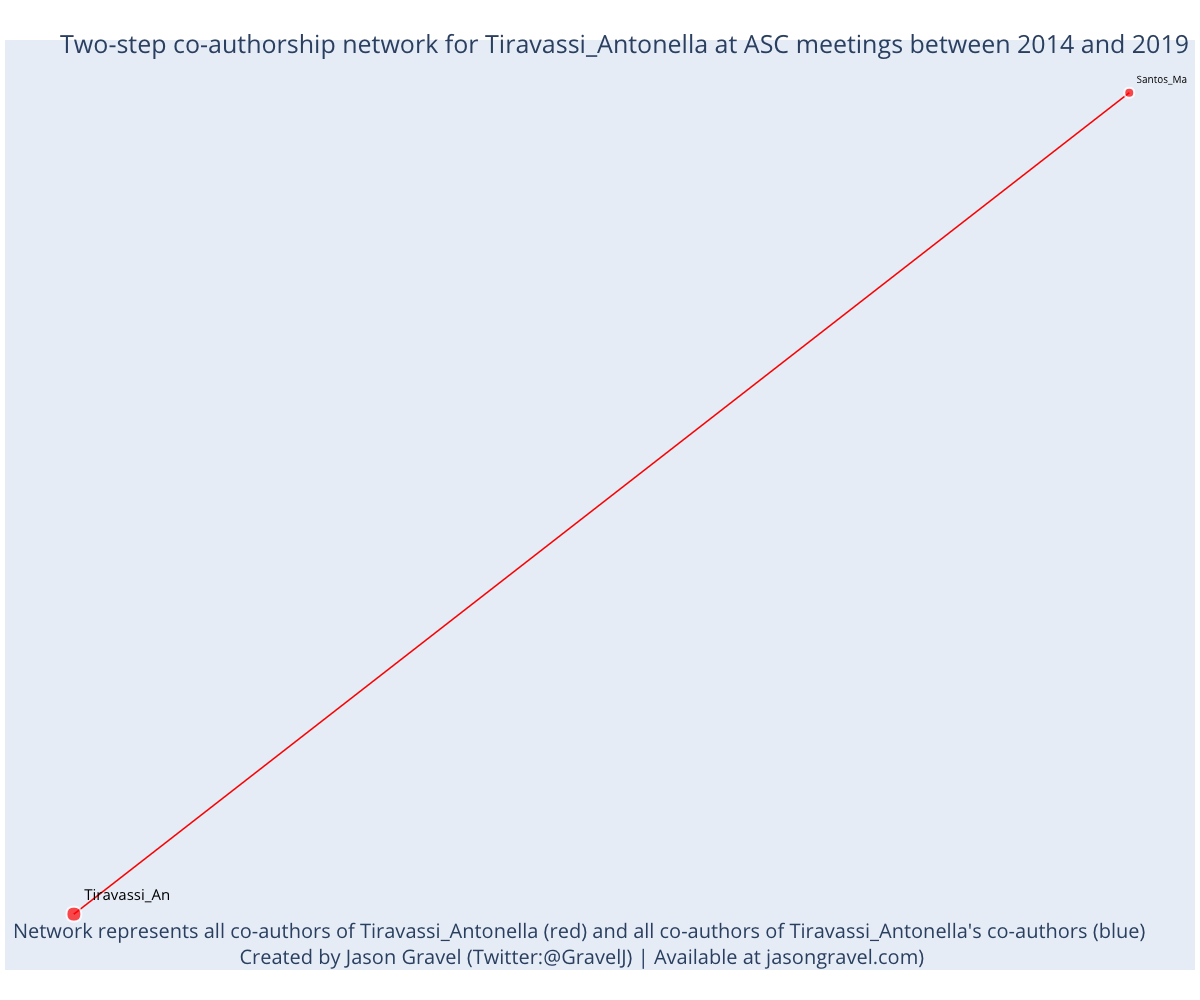 Two-step co-authorship network for Tiravassi_Antonella at ASC meetings between 2014 and 2019
Santos_Ma
Tiravassi_An
Network represents all co-authors of Tiravassi_Antonella (red) and all co-authors of Tiravassi_Antonella's co-authors (blue)
Created by Jason Gravel (Twitter:@GravelJ) | Available at jasongravel.com)